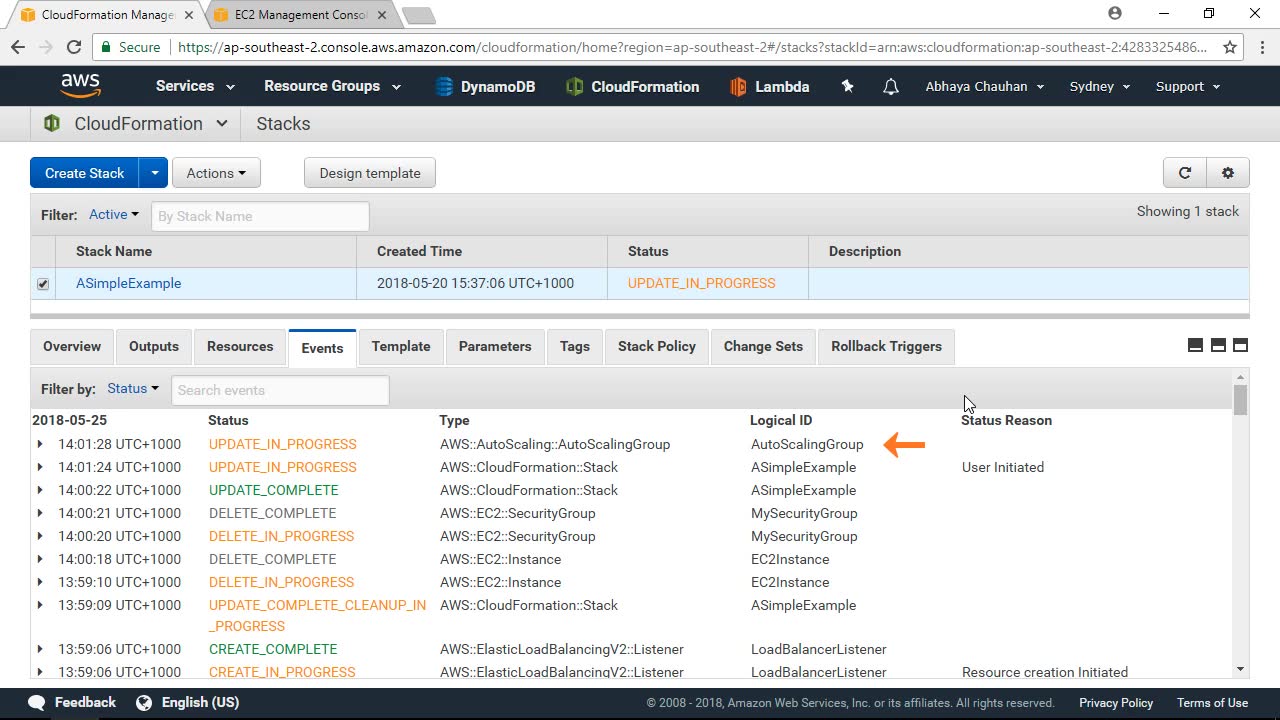 CloudFormation Manage
EC2 Management Consol
Secure https://ap-southeast-2.console.aws.amazon.com/cloudformation/home?region=ap-southeast-2#/stacks?stackId=arn:aws:cloudformation:ap-southeast-2:4283325486...
aws Services Resource Groups DynamoDB CloudFormation Lambda Abhaya Chauhan Sydney Support
CloudFormation Stacks
Create Stack Actions Design template
Filter: Active By Stack Name Showing 1 stack
Stack Name Created Time Status Description
ASimpleExample 2018-05-20 15:37:06 UTC+1000 UPDATE_IN_PROGRESS
Overview Outputs Resources Events Template Parameters Tags Stack Policy Change Sets Rollback Triggers
Filter by: Status Search events
2018-05-25 Status Type Logical ID Status Reason
14:01:28 UTC+1000 UPDATE_IN_PROGRESS AWS::AutoScaling::AutoScalingGroup AutoScalingGroup
14:01:24 UTC+1000 UPDATE_IN_PROGRESS AWS::CloudFormation::Stack ASimpleExample User Initiated
14:00:22 UTC+1000 UPDATE_COMPLETE AWS::CloudFormation::Stack ASimpleExample
14:00:21 UTC+1000 DELETE_COMPLETE AWS::EC2::SecurityGroup MySecurityGroup
14:00:20 UTC+1000 DELETE_IN_PROGRESS AWS::EC2::SecurityGroup MySecurityGroup
14:00:18 UTC+1000 DELETE_COMPLETE AWS::EC2::Instance EC2Instance
13:59:10 UTC+1000 DELETE_IN_PROGRESS AWS::EC2::Instance EC2Instance
13:59:09 UTC+1000 UPDATE_COMPLETE_CLEANUP_IN AWS::CloudFormation::Stack ASimpleExample
_PROGRESS
13:59:06 UTC+1000 CREATE_COMPLETE AWS::ElasticLoadBalancingV2::Listener LoadBalancerListener
13:59:06 UTC+1000 CREATE_IN_PROGRESS AWS::ElasticLoadBalancingV2::Listener LoadBalancerListener Resource creation Initiated
Feedback English (US) © 2008 - 2018, Amazon Web Services, Inc. or its affiliates. All rights reserved. Privacy Policy Terms of Use